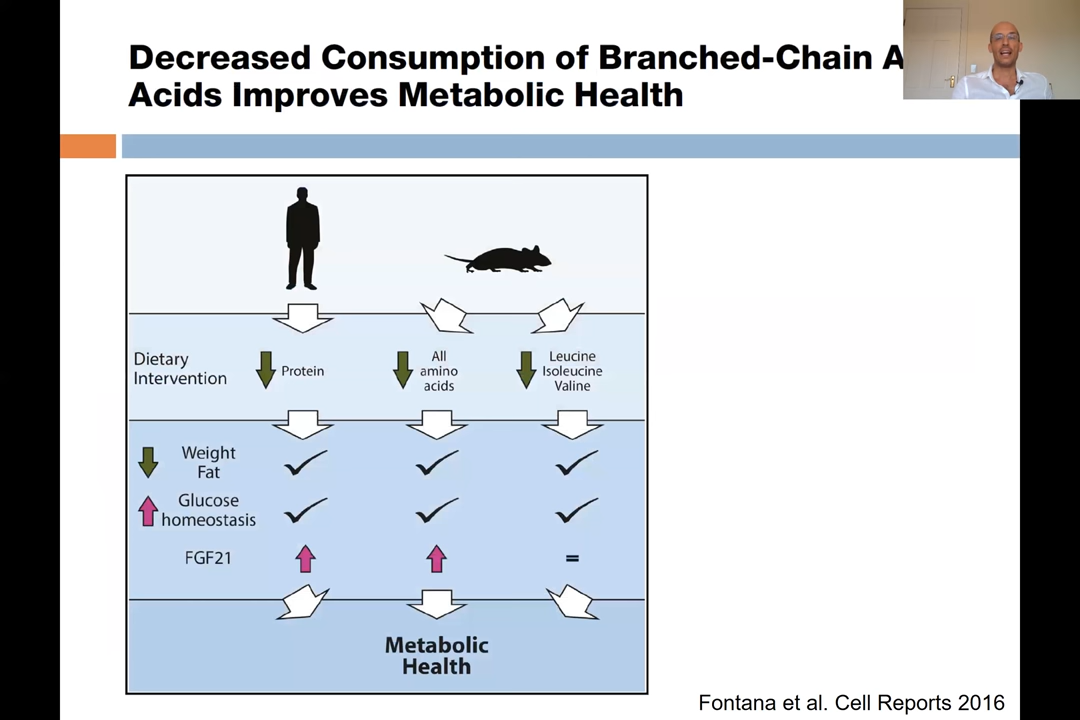 Decreased Consumption of Branched-Chain A
Acids Improves Metabolic Health
Dietary
Intervention
Protein
All
amino
acids
Leucine
Isoleucine
Valine
Weight
Fat
Glucose
homeostasis
FGF21
=
Metabolic
Health
Fontana et al. Cell Reports 2016